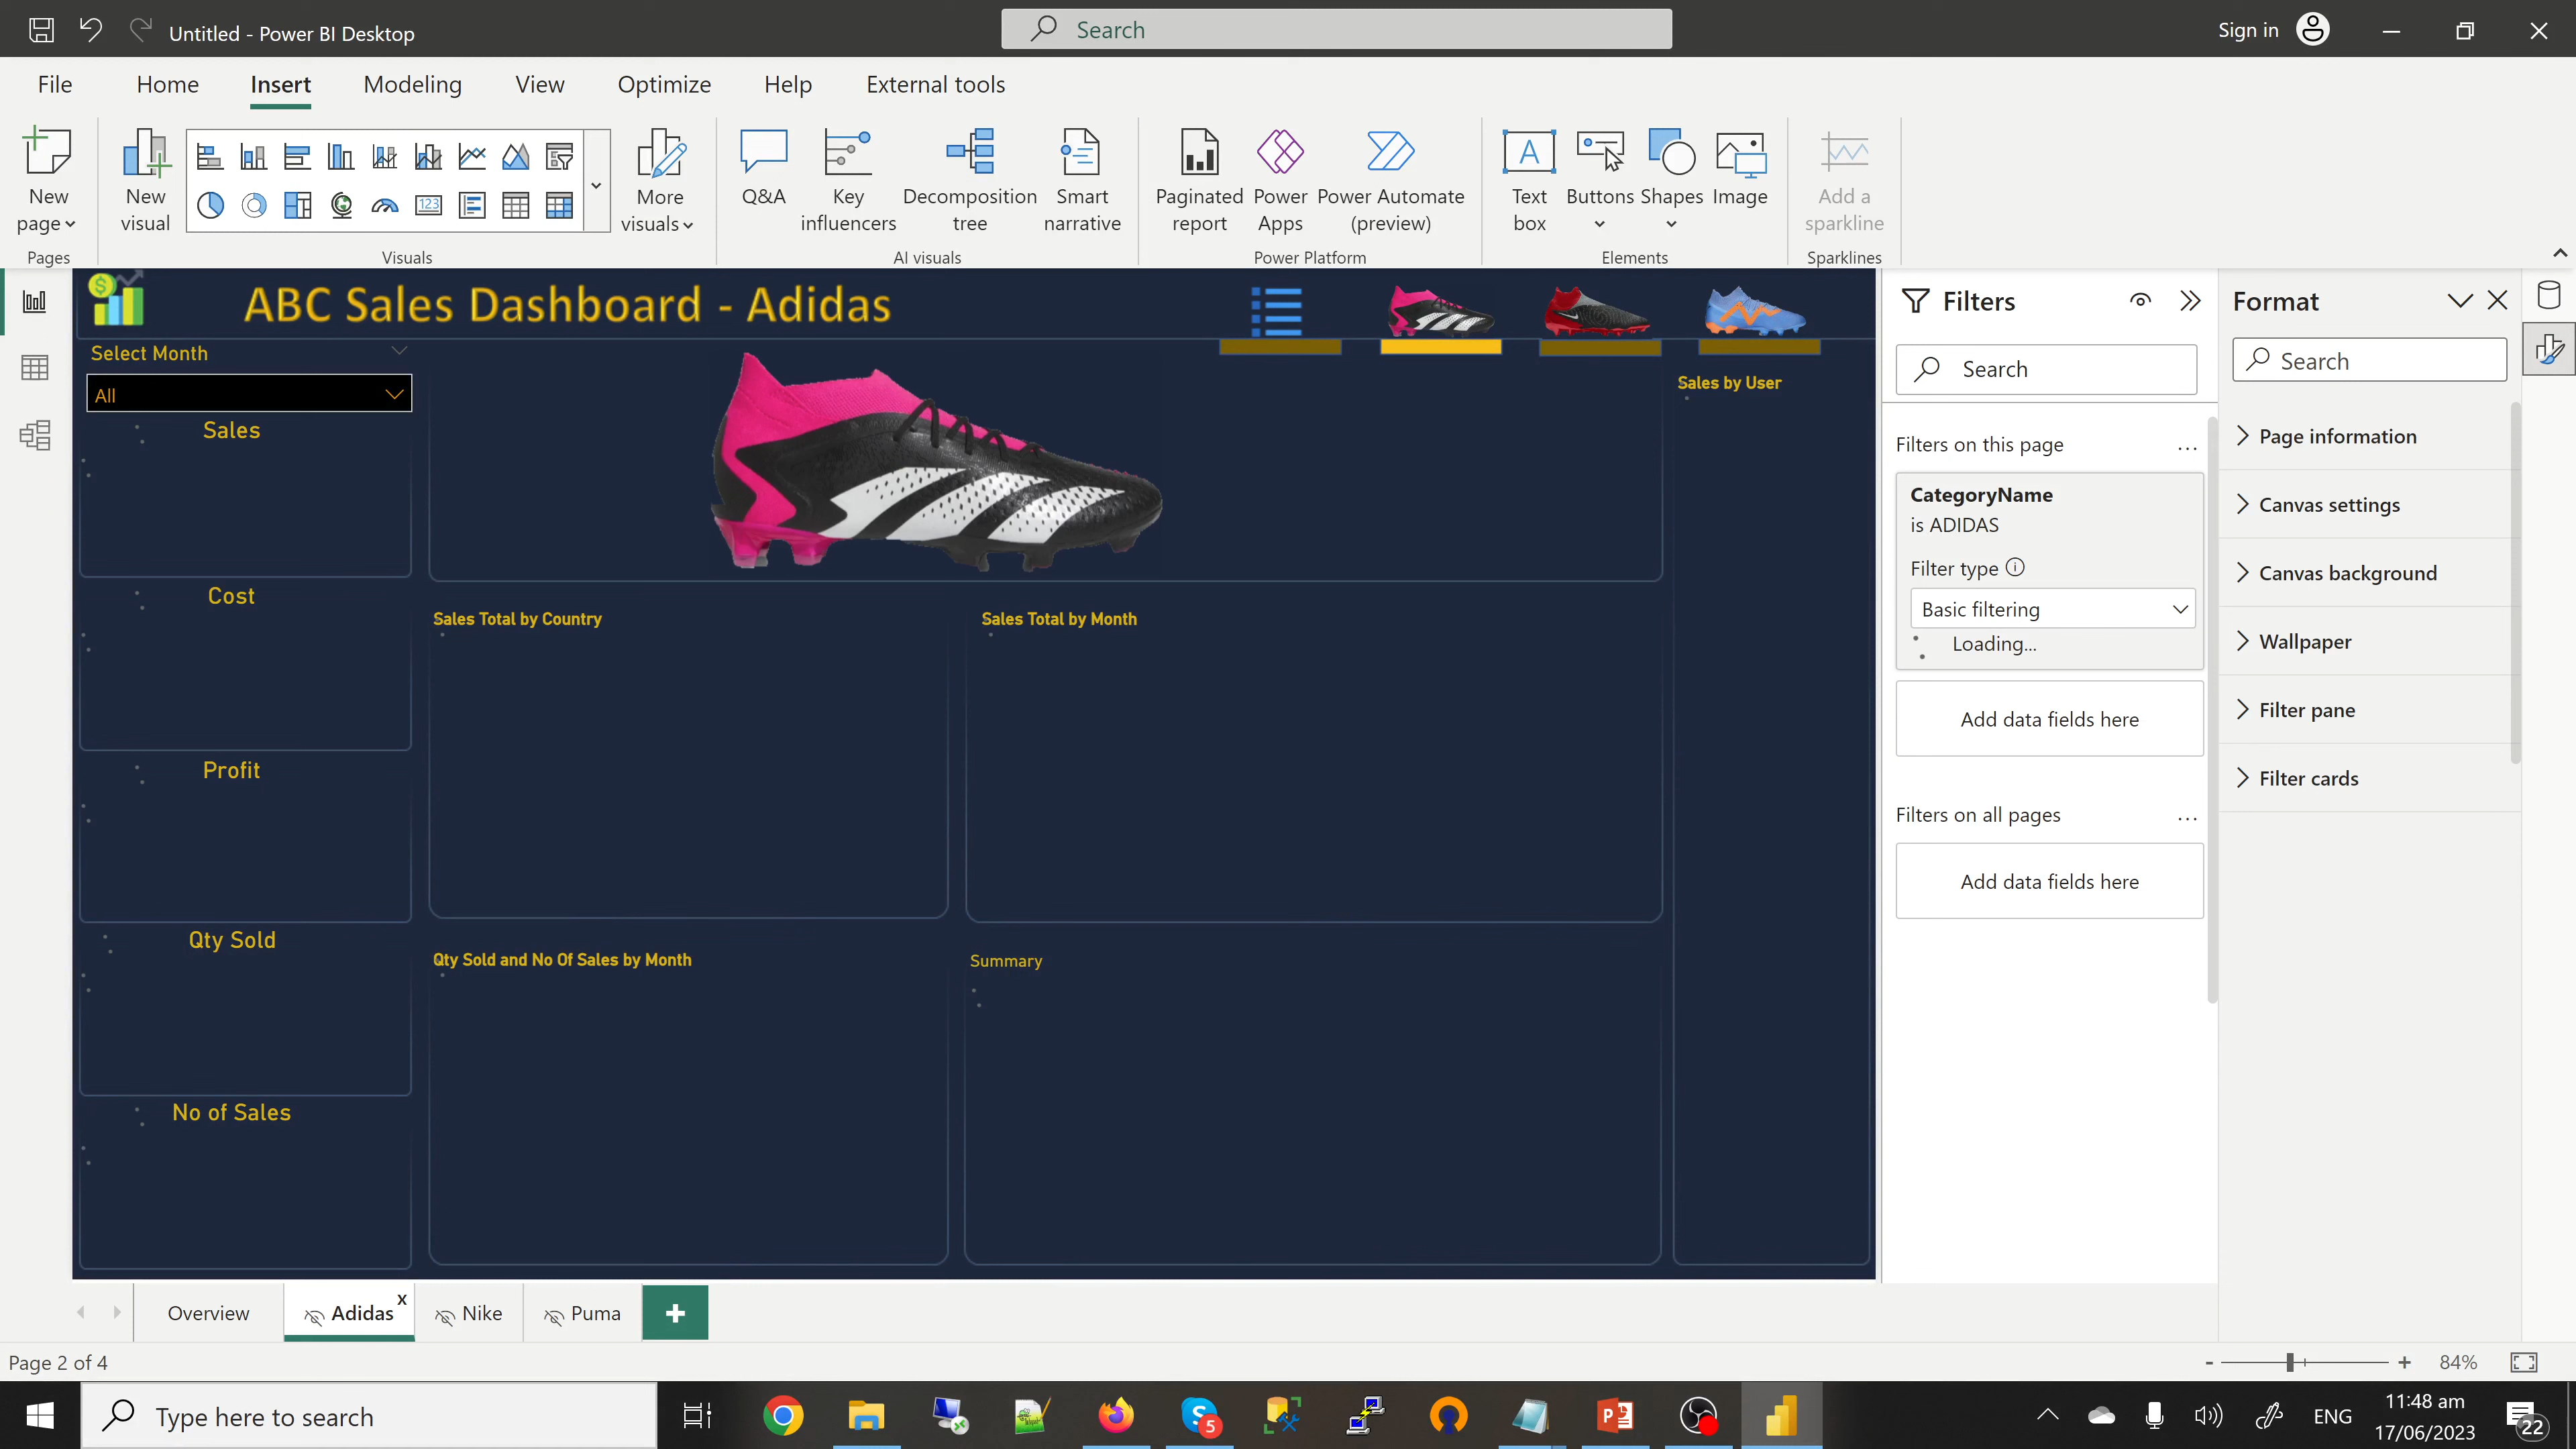 Untitled - Power BI Desktop
Search
Sign in
File Home Insert Modeling View Optimize Help External tools
New page
New visual
More visuals
Q&A
Key influencers
Decomposition tree
Smart narrative
Paginated report
Power Apps
Power Automate (preview)
Text box
Buttons
Shapes
Image
Add a sparkline
Pages
Visuals
AI visuals
Power Platform
Elements
Sparklines
123
ABC Sales Dashboard - Adidas
Select Month
All
Sales
Cost
Profit
Qty Sold
No of Sales
Sales Total by Country
Sales Total by Month
Sales by User
Qty Sold and No Of Sales by Month
Summary
Filters
Search
Filters on this page
...
CategoryName
is ADIDAS
Filter type
Basic filtering
Loading...
Add data fields here
Filters on all pages
...
Add data fields here
Format
Search
Page information
Canvas settings
Canvas background
Wallpaper
Filter pane
Filter cards
Overview
Adidas
x
Nike
Puma
+
Page 2 of 4
- + 84%
Type here to search
5
ENG
11:48 am
17/06/2023
22